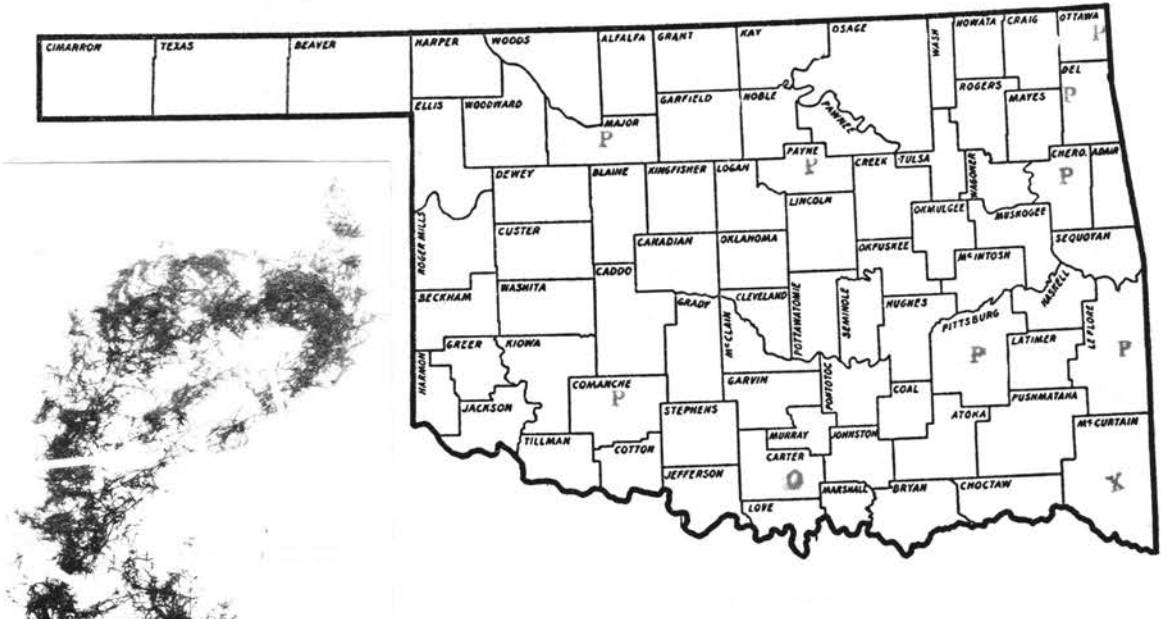 CIMARRON TEXAS BEAVER HARPER WOODS ALFALFA GRANT KAY OSAGE WASH NOWATA CRAIG OTTAWA
P
ELLIS WOODWARD GARFIELD NOBLE PAWNEE ROGERS MAYES DEL
P
MAJOR
P
DEWEY BLAINE KINGFISHER LOGAN PAYNE CREEK TULSA WAGONER CHERO. ADAIR
P P
ROGER MILLS CUSTER CANADIAN OKLAHOMA LINCOLN OKMULGEE MUSKOGEE SEQUOYAH
OKFUSKEE McINTOSH
BECKHAM WASHITA CADDO GRADY CLEVELAND POTTAWATOMIE SEMINOLE HUGHES PITTSBURG HASKELL
HARMON GREER KIOWA McCLAIN LATIMER LE FLORE
P P
COMANCHE GARVIN PONTOTOC COAL PUSHMATAHA
P
JACKSON STEPHENS ATOKA McCURTAIN
TILLMAN COTTON MURRAY JOHNSTON
JEFFERSON CARTER MARSHALL BRYAN CHOCTAW
O X
LOVE